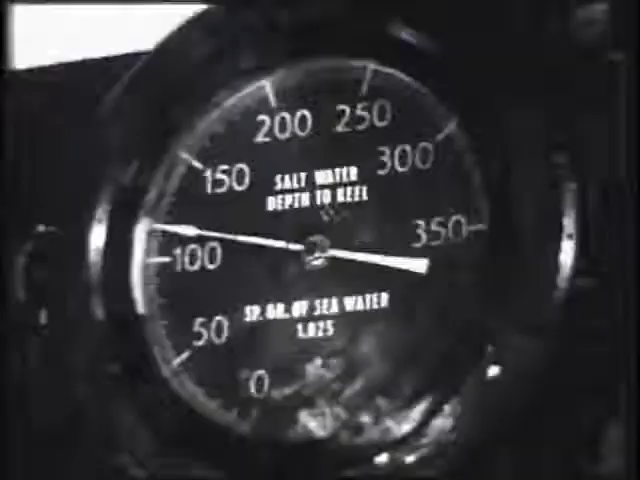 200 250
150 300
SALT WATER
DEPTH TO KEEL
100 350
SP. GR. OF SEA WATER
1.025
50
0